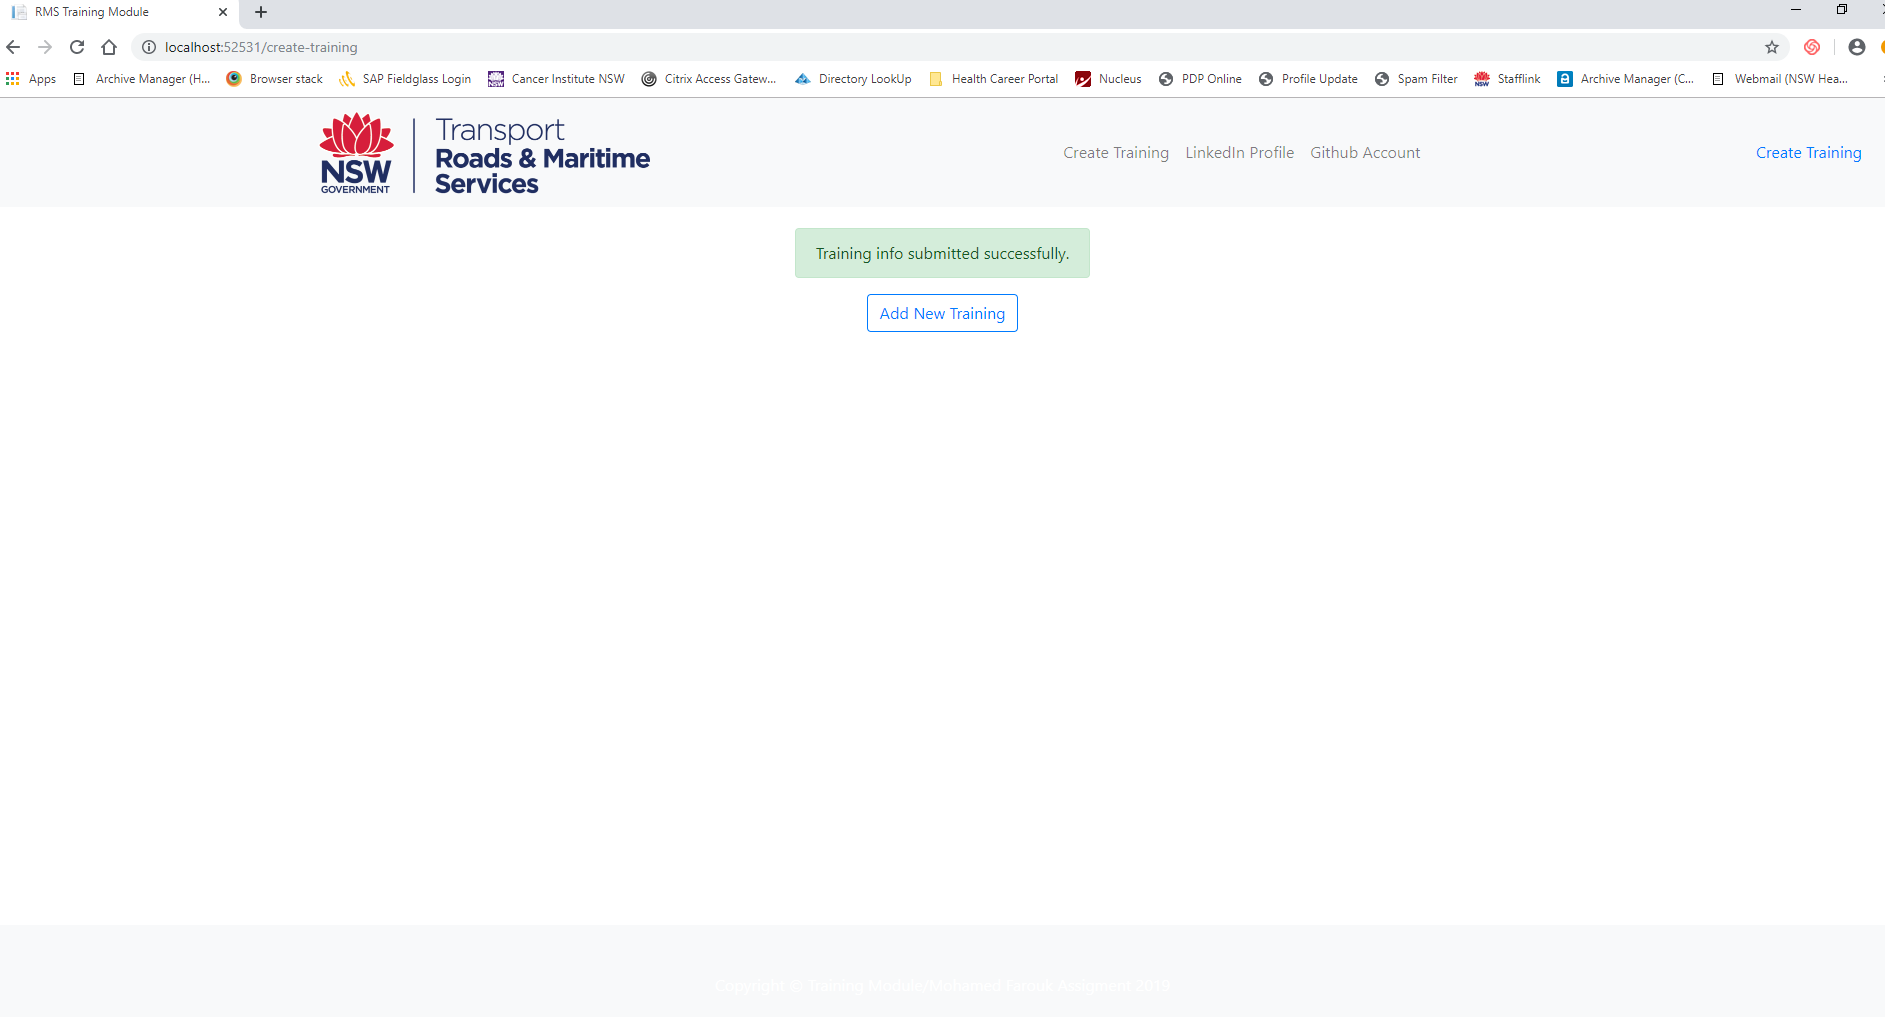 RMS Training Module
localhost:52531/create-training
Apps Archive Manager (H... Browser stack SAP Fieldglass Login Cancer Institute NSW Citrix Access Gatew... Directory LookUp Health Career Portal Nucleus PDP Online Profile Update Spam Filter Stafflink Archive Manager (C... Webmail (NSW Hea...
NSW
GOVERNMENT
Transport
Roads & Maritime
Services
Create Training LinkedIn Profile Github Account Create Training
Training info submitted successfully.
Add New Training
Copyright © Training Module/Mohamed Farouk Assigment 2019